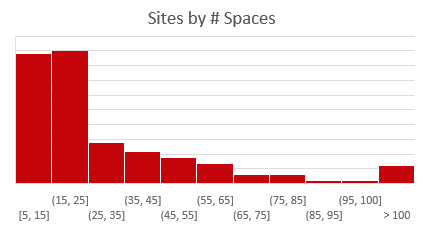 Sites by # Spaces
(15, 25] (35, 45] (55, 65] (75, 85] (95, 100]
[5, 15] (25, 35] (45, 55] (65, 75] (85, 95] > 100